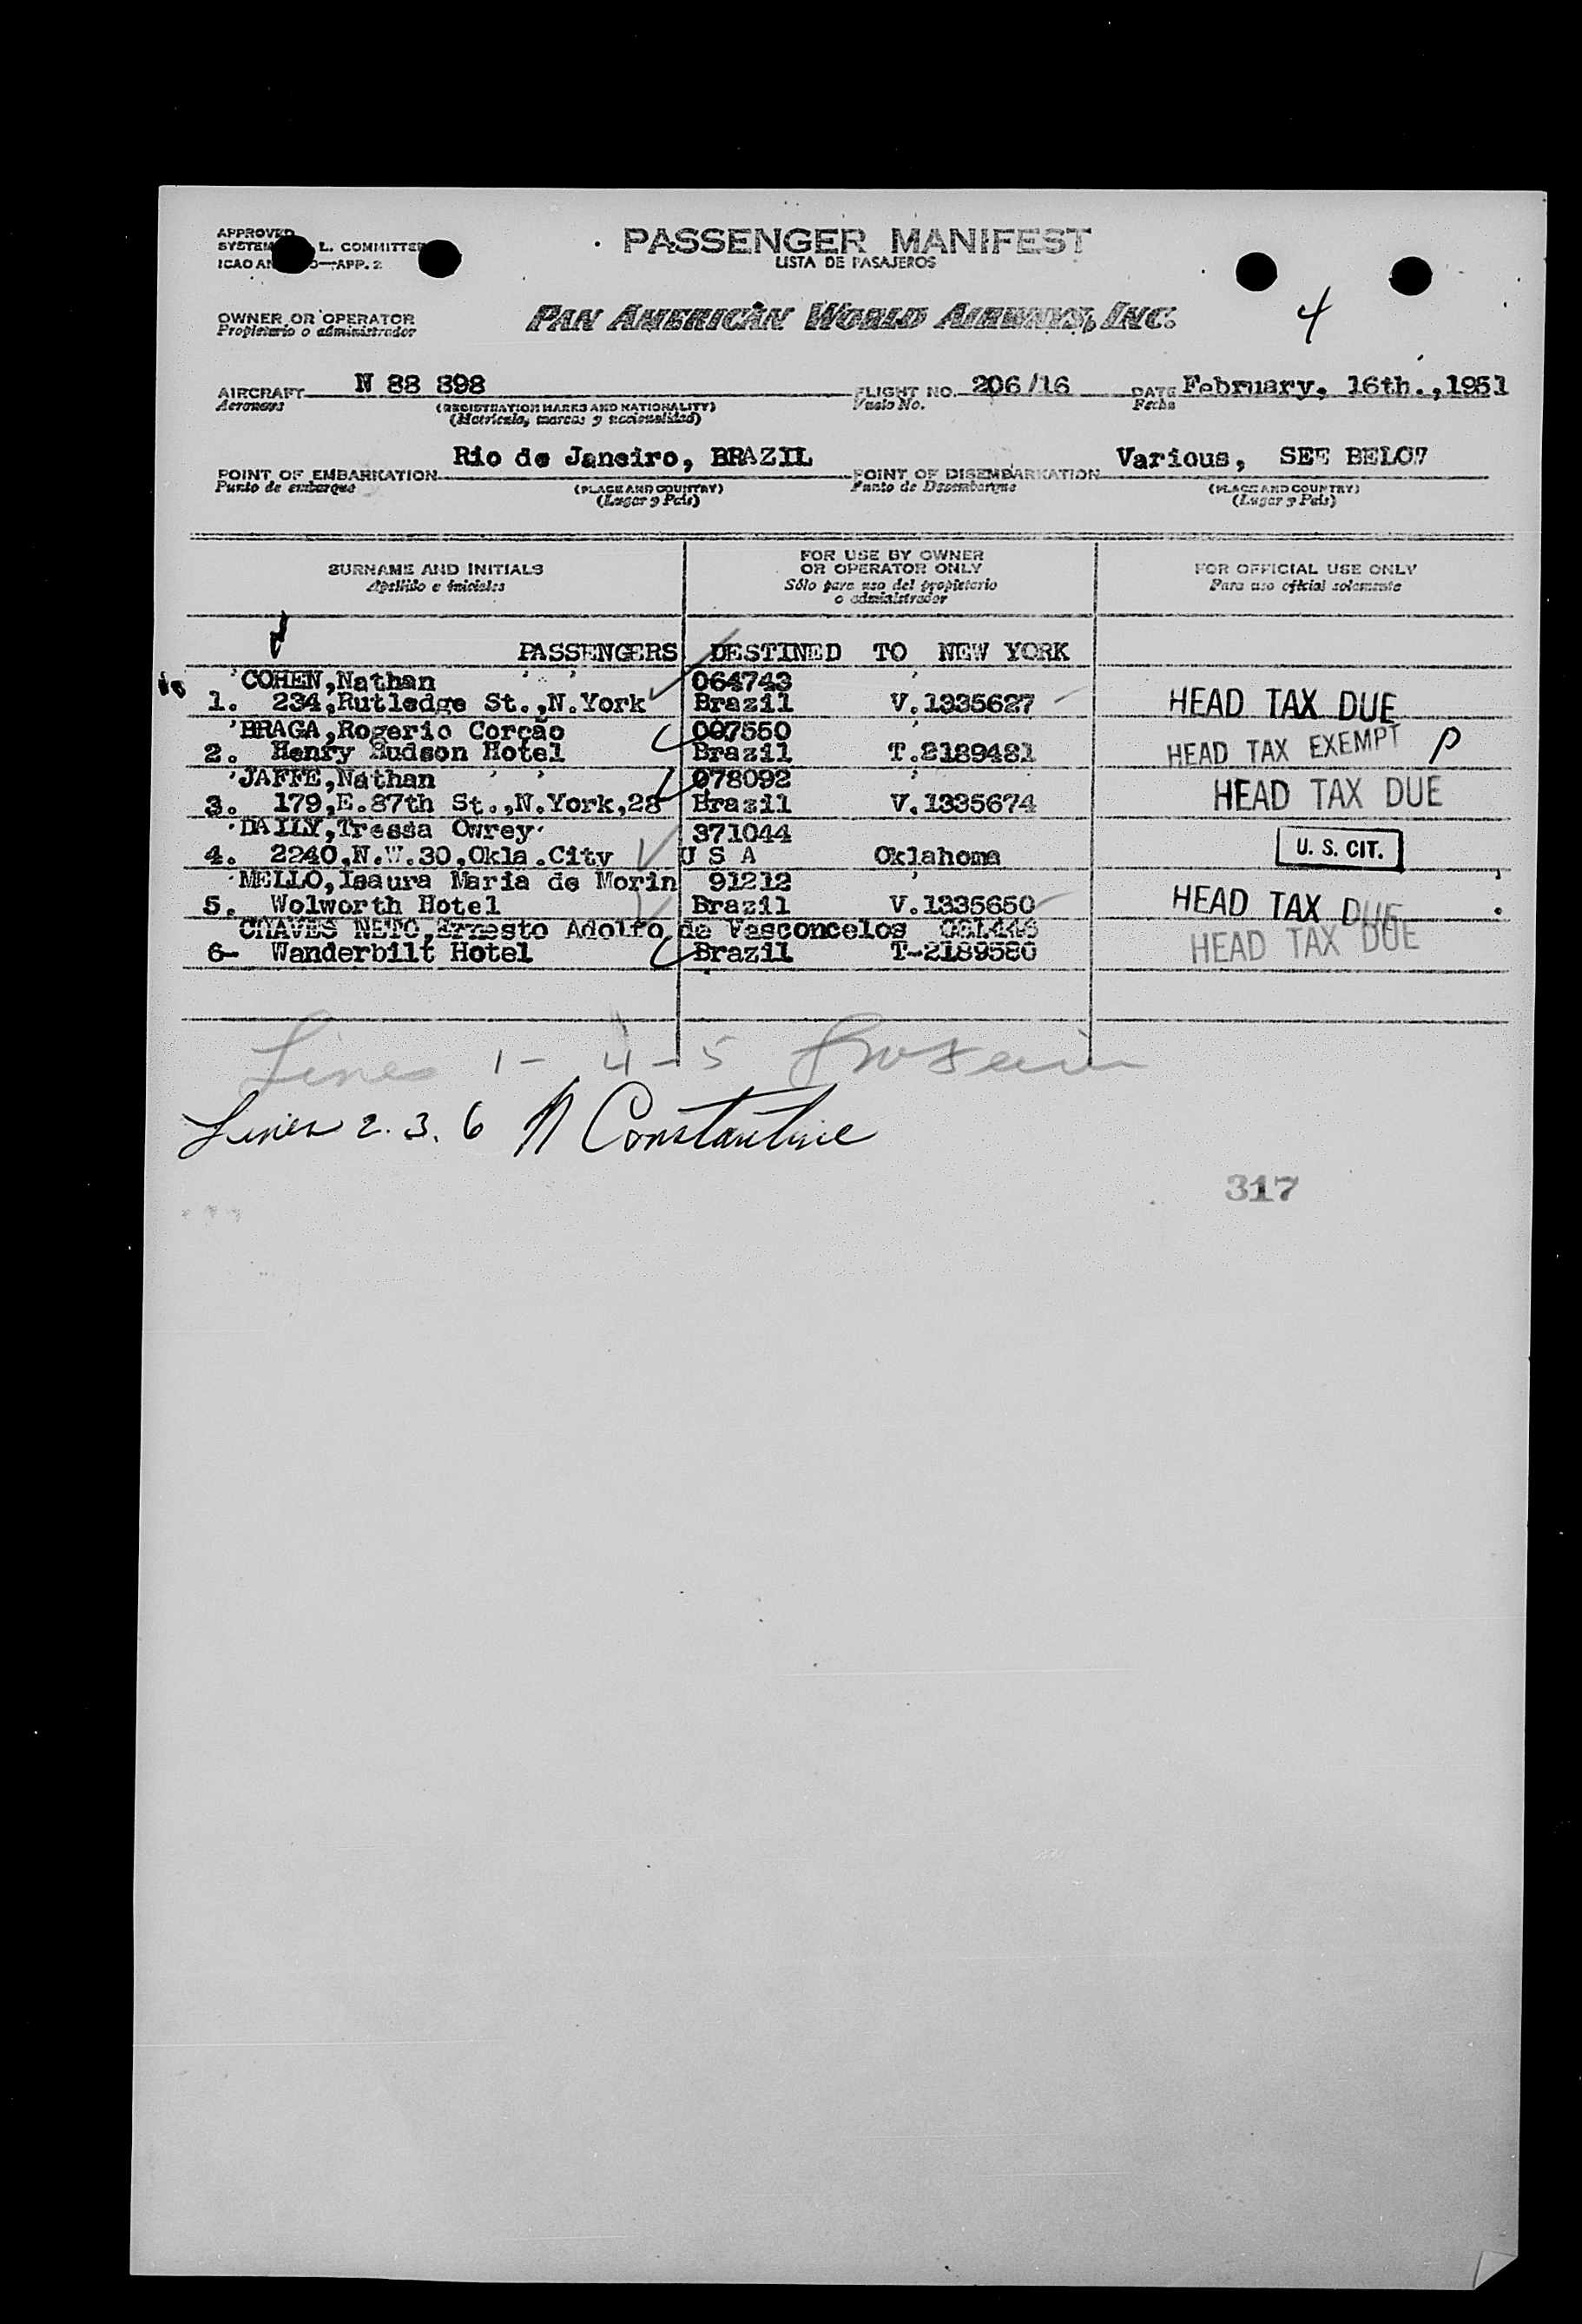 APPROVED
SYSTEM L. COMMITTEE
ICAO AN —APP. 2
PASSENGER MANIFEST
LISTA DE PASAJEROS
OWNER OR OPERATOR
Propietario o administrador
PAN AMERICAN WORLD AIRWAYS, INC.
4
AIRCRAFT N 88 898 FLIGHT NO. 206/16 DATE February, 16th.,1951
Aeronave (REGISTRATION MARKS AND NATIONALITY) Vuelo No. Fecha
(Matrícula, marcas y nacionalidad)
POINT OF EMBARKATION Rio de Janeiro, BRAZIL POINT OF DISEMBARKATION Various, SEE BELOW
Punto de embarque (PLACE AND COUNTRY) Punto de Desembarque (PLACE AND COUNTRY)
(Lugar y País) (Lugar y País)
SURNAME AND INITIALS
Apellido e iniciales
FOR USE BY OWNER
OR OPERATOR ONLY
Sólo para uso del propietario
o administrador
FOR OFFICIAL USE ONLY
Para uso oficial solamente
PASSENGERS DESTINED TO NEW YORK
COHEN,Nathan 064743
1. 234,Rutledge St.,N.York Brazil V.1335627 HEAD TAX DUE
BRAGA,Rogerio Corção 007550
2. Henry Hudson Hotel Brazil T.2189481 HEAD TAX EXEMPT P
JAFFE,Nathan 078092
3. 179,E.87th St.,N.York,28 Brazil V.1335674 HEAD TAX DUE
DAILY,Tressa Owrey 371044
4. 2240,N.W.30,Okla.City U S A Oklahoma U. S. CIT.
MELLO,Isaura Maria de Morin 91212
5. Wolworth Hotel Brazil V.1335650 HEAD TAX DUE
CHAVES NETO,Ernesto Adolfo de Vasconcelos
6- Wanderbilt Hotel Brazil T-2189580 HEAD TAX DUE
Lines 1- 4-5
Lines 2. 3. 6 N Constantine
317